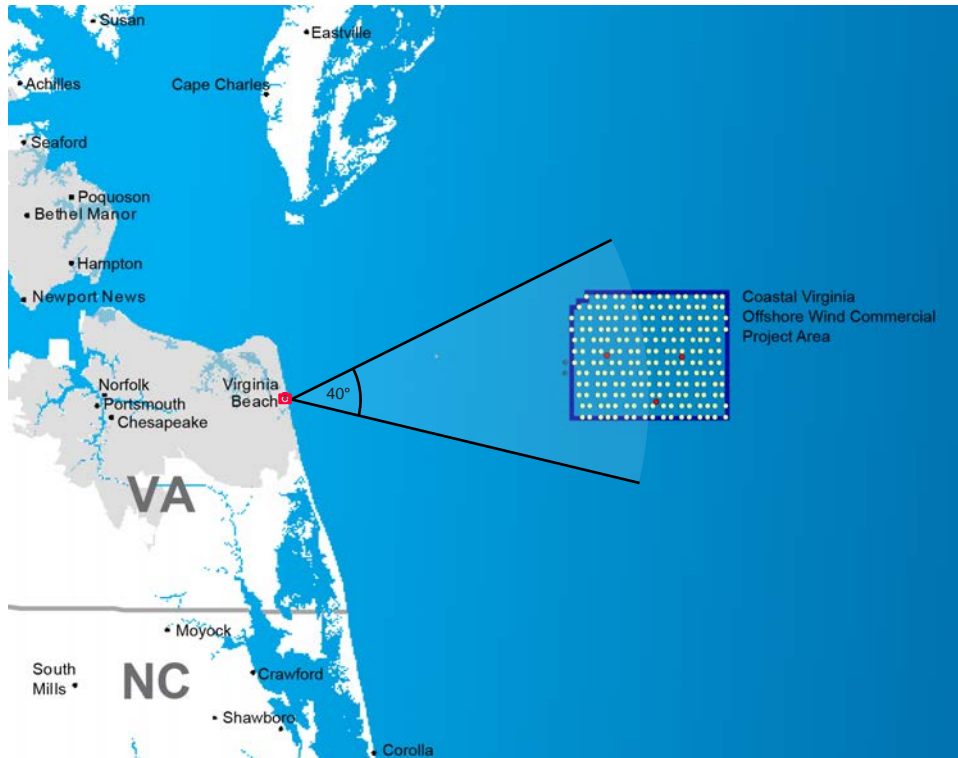 Susan
Eastville
Achilles
Cape Charles
Seaford
Poquoson
Bethel Manor
Hampton
Newport News
Coastal Virginia
Offshore Wind Commercial
Project Area
Virginia
Beach
40°
Norfolk
Portsmouth
Chesapeake
VA
Moyock
NC
South
Mills
Crawford
Shawboro
Corolla